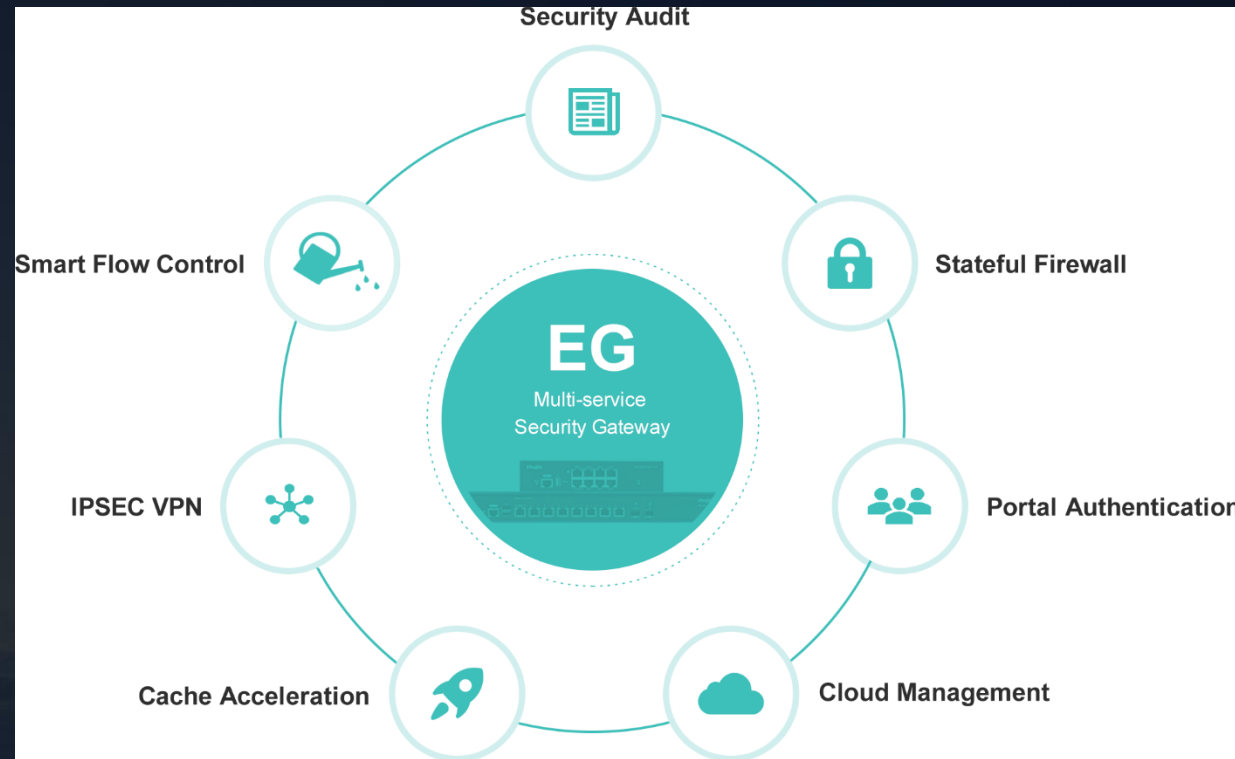 Security Audit
Smart Flow Control
Stateful Firewall
EG
Multi-service
Security Gateway
IPSEC VPN
Portal Authentication
Cache Acceleration
Cloud Management